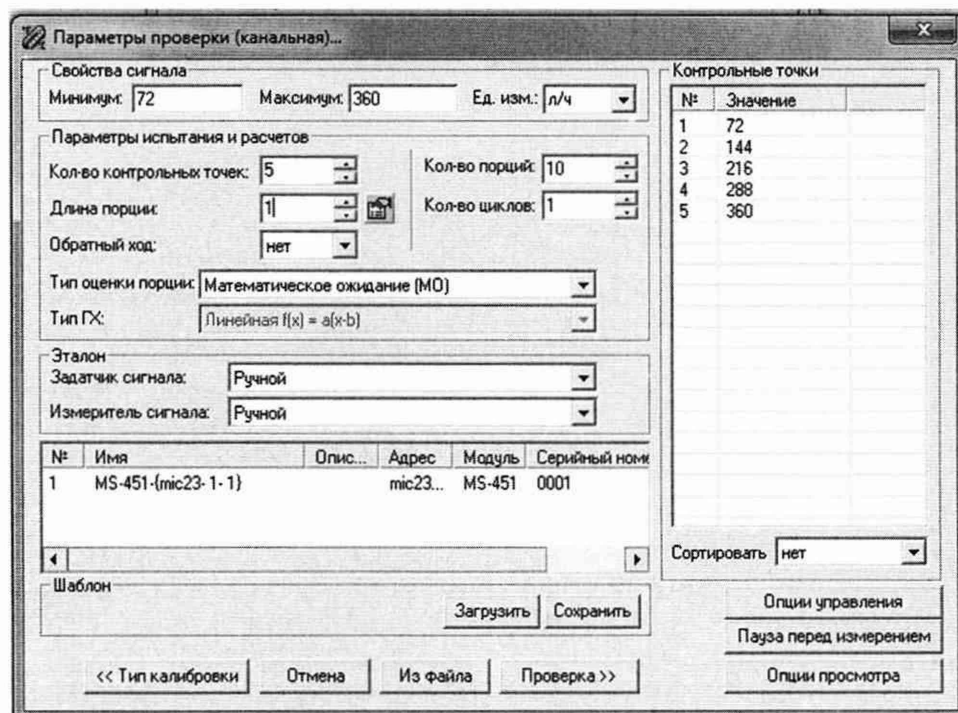 Параметры проверки (канальная)...
Свойства сигнала
Минимум: 72 Максимум: 360 Ед. изм.: л/ч
Параметры испытания и расчетов
Кол-во контрольных точек: 5 Кол-во порций: 10
Длина порции: 1 Кол-во циклов: 1
Обратный ход: нет
Тип оценки порции: Математическое ожидание (МО)
Тип ГХ: Линейная f(x) = a(x-b)
Эталон
Задатчик сигнала: Ручной
Измеритель сигнала: Ручной
№ Имя Опис... Адрес Модуль Серийный номе
1 MS-451-{mic23- 1- 1} mic23... MS-451 0001
Шаблон
Загрузить Сохранить
<< Тип калибровки Отмена Из файла Проверка >>
Контрольные точки
№ Значение
1 72
2 144
3 216
4 288
5 360
Сортировать нет
Опции управления
Пауза перед измерением
Опции просмотра